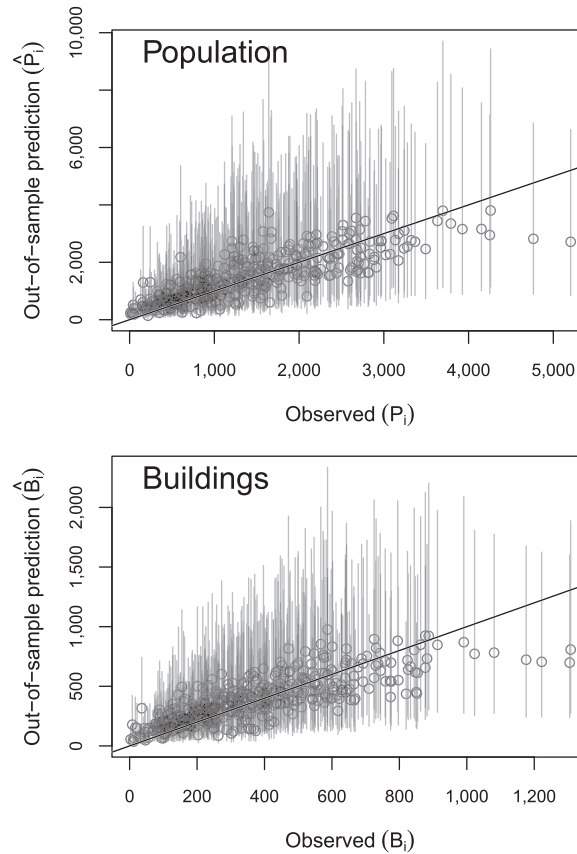 Population
Out−of−sample prediction (P̂i)
10,000
6,000
2,000
0
0 1,000 2,000 3,000 4,000 5,000
Observed (Pi)
Buildings
Out−of−sample prediction (B̂i)
2,000
1,500
1,000
500
0
0 200 400 600 800 1,000 1,200
Observed (Bi)